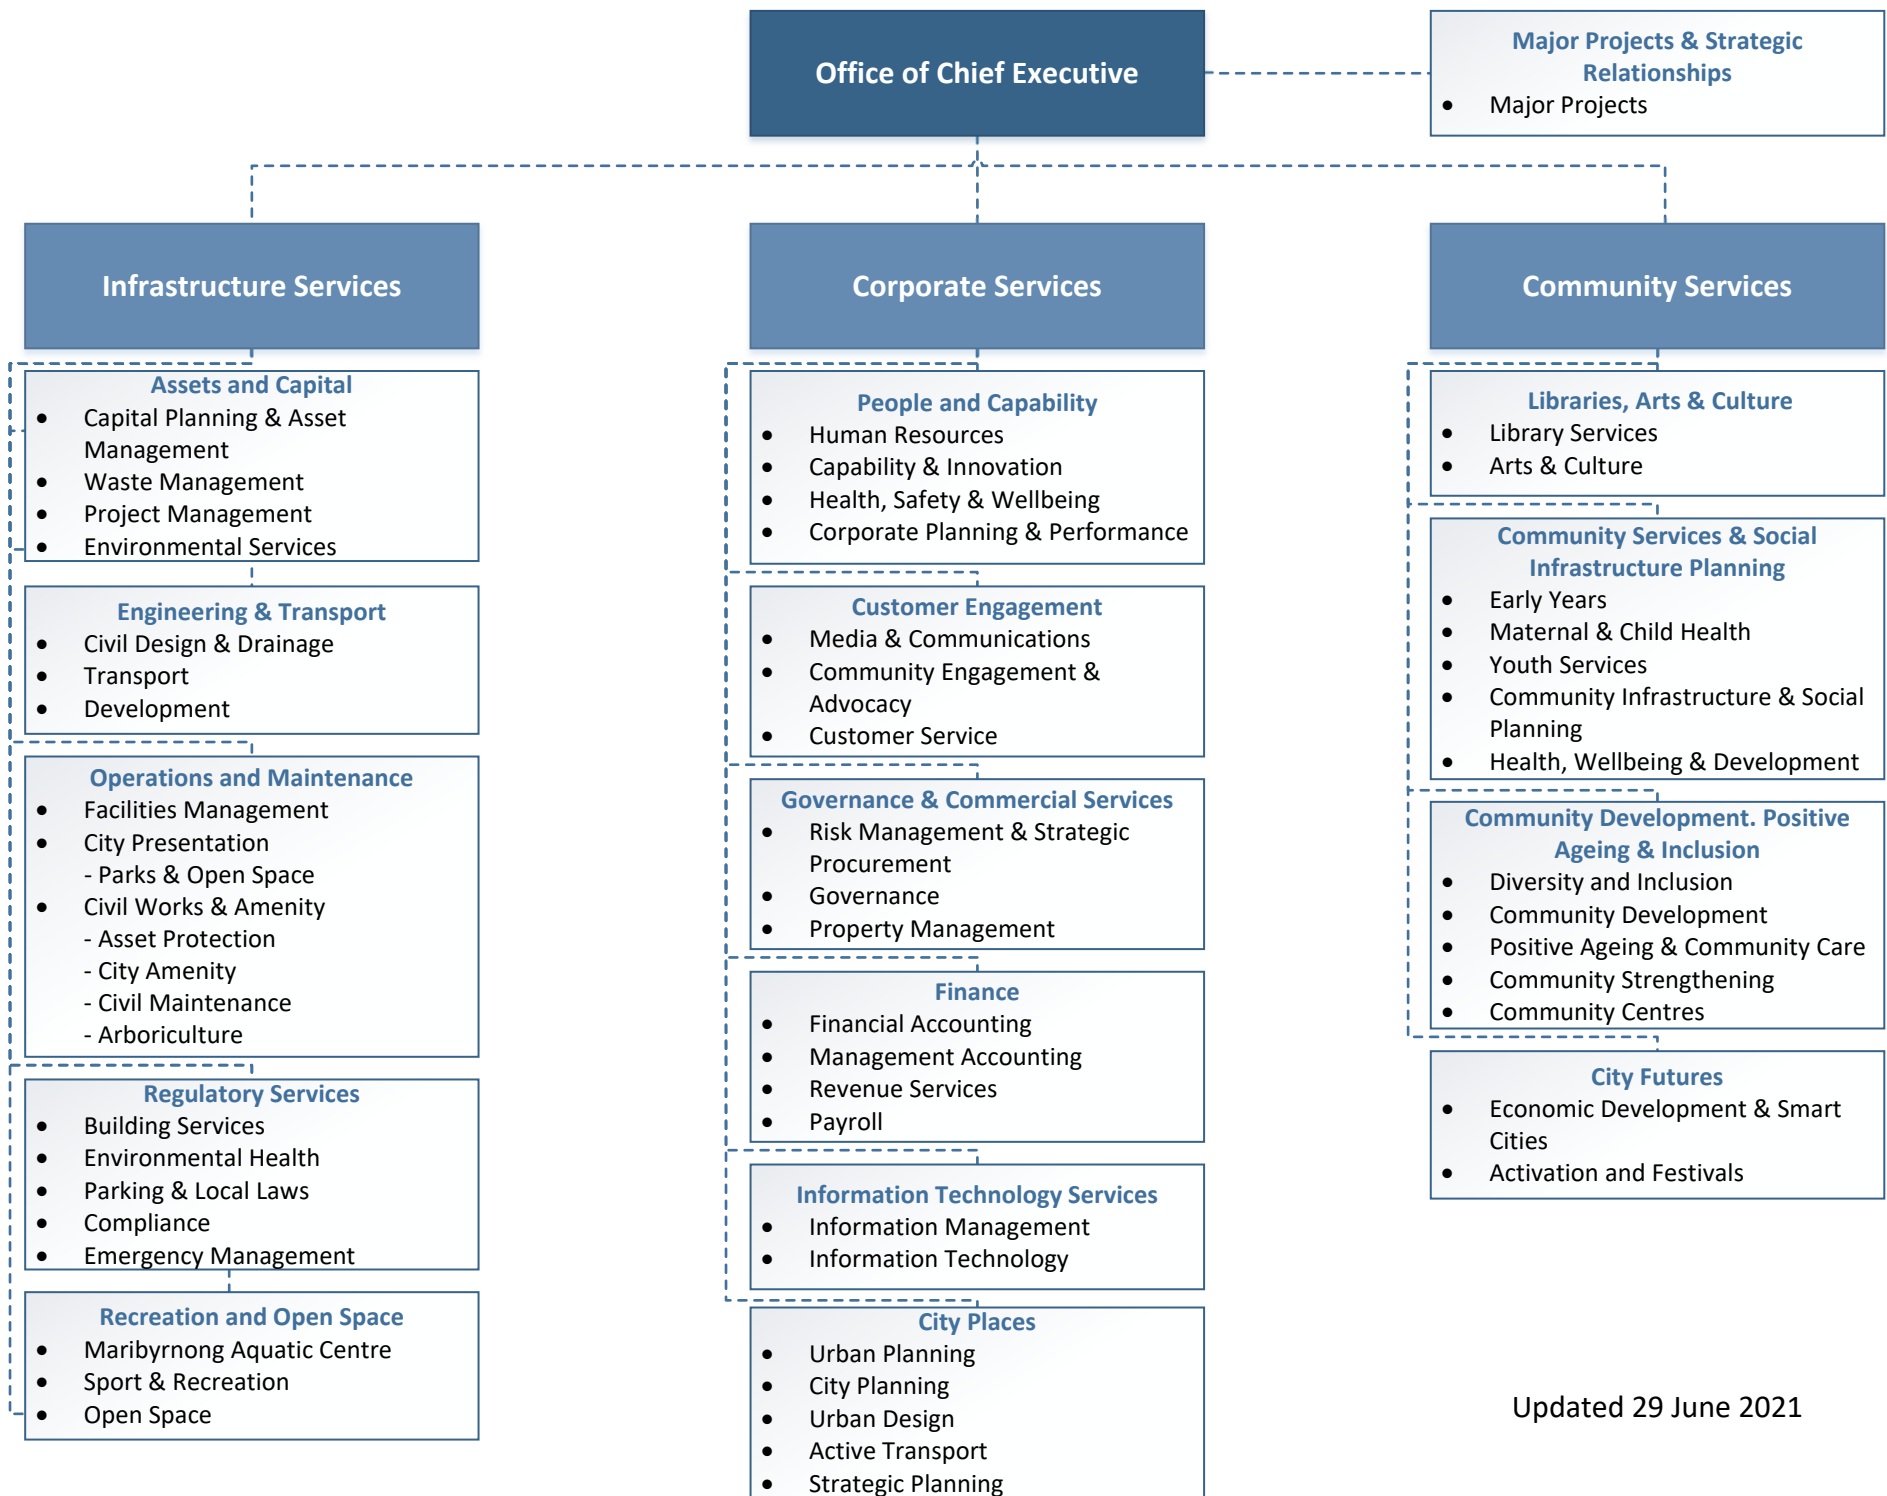 Office of Chief Executive
Major Projects & Strategic
Relationships
• Major Projects
Infrastructure Services
Assets and Capital
• Capital Planning & Asset
Management
• Waste Management
• Project Management
• Environmental Services
Engineering & Transport
• Civil Design & Drainage
• Transport
• Development
Operations and Maintenance
• Facilities Management
• City Presentation
- Parks & Open Space
• Civil Works & Amenity
- Asset Protection
- City Amenity
- Civil Maintenance
- Arboriculture
Regulatory Services
• Building Services
• Environmental Health
• Parking & Local Laws
• Compliance
• Emergency Management
Recreation and Open Space
• Maribyrnong Aquatic Centre
• Sport & Recreation
• Open Space
Corporate Services
People and Capability
• Human Resources
• Capability & Innovation
• Health, Safety & Wellbeing
• Corporate Planning & Performance
Customer Engagement
• Media & Communications
• Community Engagement &
Advocacy
• Customer Service
Governance & Commercial Services
• Risk Management & Strategic
Procurement
• Governance
• Property Management
Finance
• Financial Accounting
• Management Accounting
• Revenue Services
• Payroll
Information Technology Services
• Information Management
• Information Technology
City Places
• Urban Planning
• City Planning
• Urban Design
• Active Transport
• Strategic Planning
Community Services
Libraries, Arts & Culture
• Library Services
• Arts & Culture
Community Services & Social
Infrastructure Planning
• Early Years
• Maternal & Child Health
• Youth Services
• Community Infrastructure & Social
Planning
• Health, Wellbeing & Development
Community Development. Positive
Ageing & Inclusion
• Diversity and Inclusion
• Community Development
• Positive Ageing & Community Care
• Community Strengthening
• Community Centres
City Futures
• Economic Development & Smart
Cities
• Activation and Festivals
Updated 29 June 2021